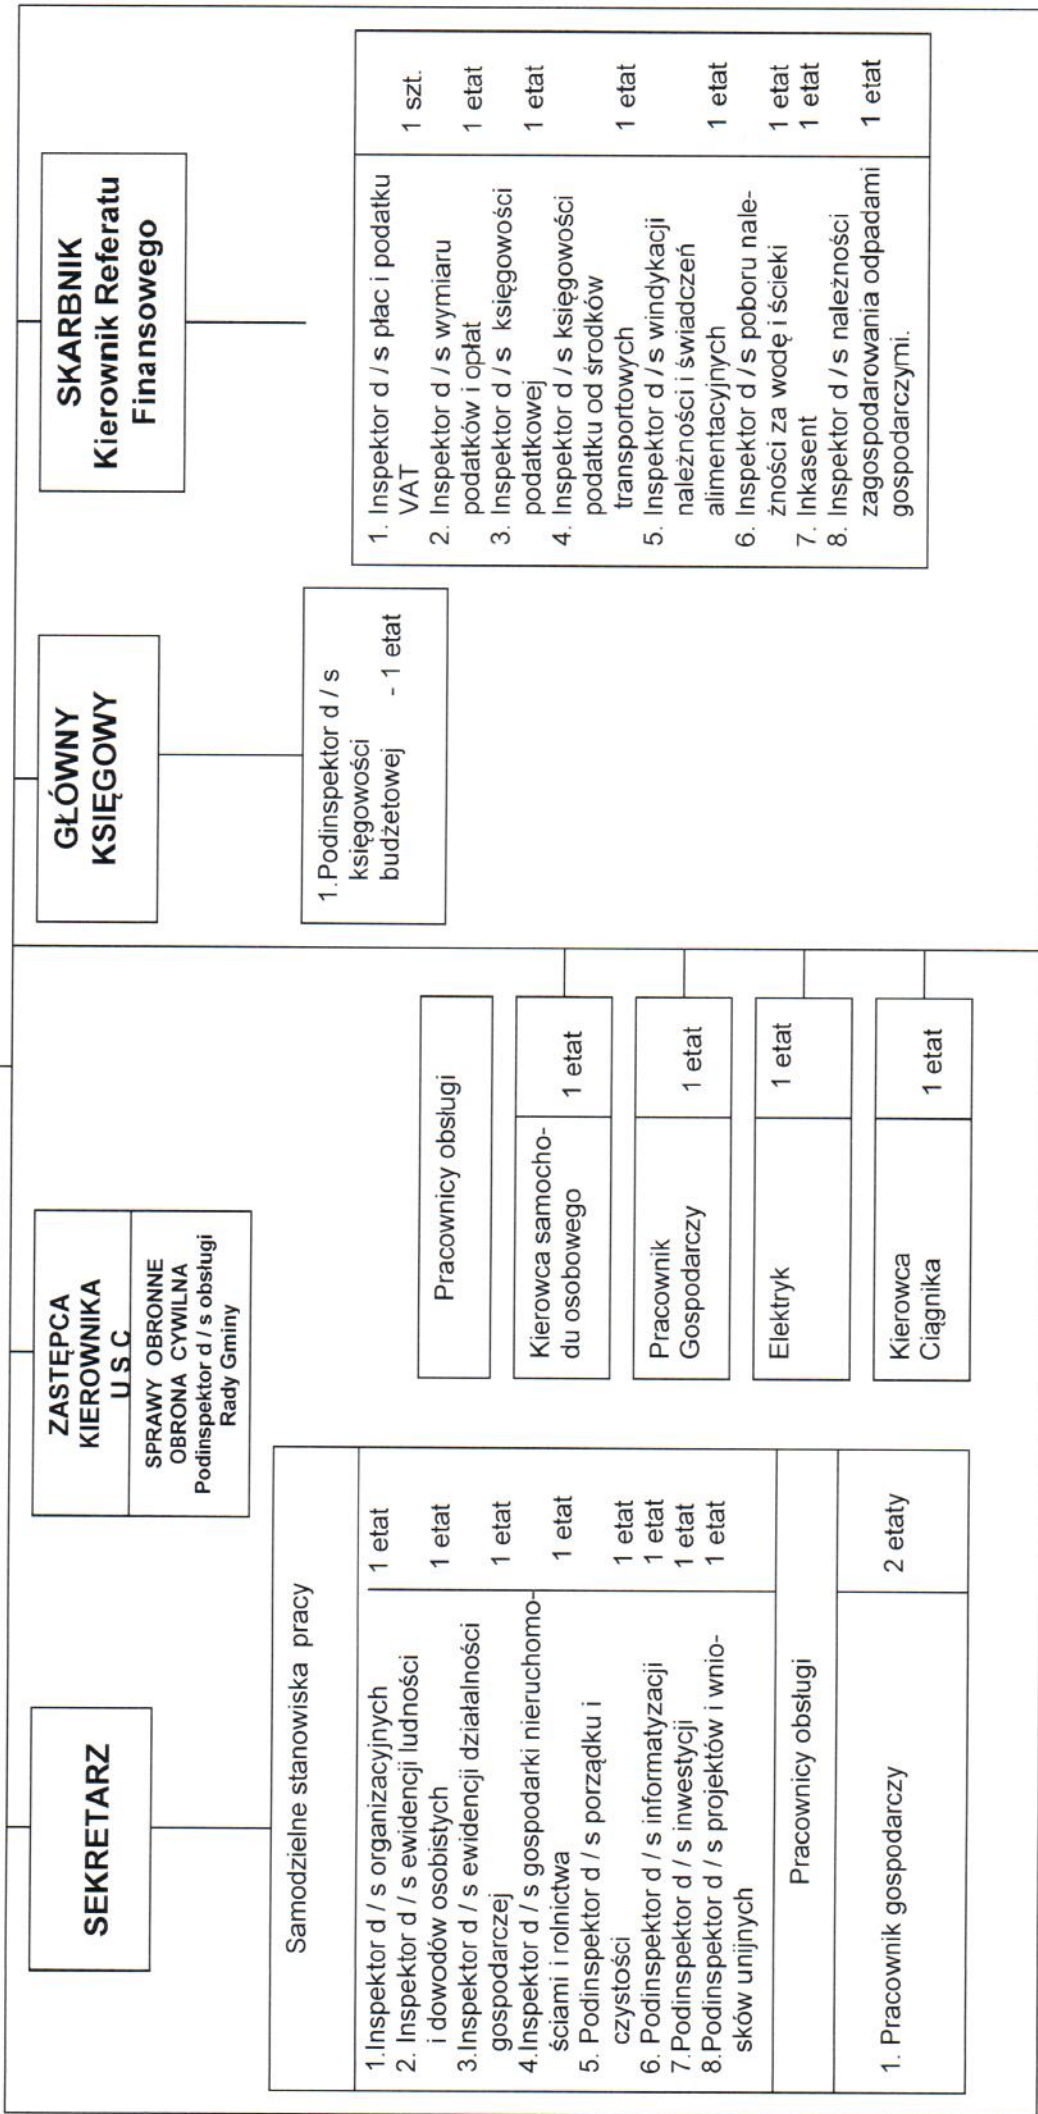 SEKRETARZ
Samodzielne stanowiska pracy
1.Inspektor d / s organizacyjnych 1 etat
2. Inspektor d / s ewidencji ludności
i dowodów osobistych 1 etat
3.Inspektor d / s ewidencji działalności
gospodarczej 1 etat
4.Inspektor d / s gospodarki nieruchomo-
ściami i rolnictwa 1 etat
5. Podinspektor d / s porządku i
czystości 1 etat
6. Podinspektor d / s informatyzacji 1 etat
7.Podinspektor d / s inwestycji 1 etat
8.Podinspektor d / s projektów i wnio- 1 etat
sków unijnych
Pracownicy obsługi
1. Pracownik gospodarczy 2 etaty
ZASTĘPCA
KIEROWNIKA
U S C
SPRAWY OBRONNE
OBRONA CYWILNA
Podinspektor d / s obsługi
Rady Gminy
Pracownicy obsługi
Kierowca samocho-
du osobowego 1 etat
Pracownik
Gospodarczy 1 etat
Elektryk 1 etat
Kierowca
Ciągnika 1 etat
GŁÓWNY
KSIĘGOWY
1.Podinspektor d / s
księgowości
budżetowej - 1 etat
SKARBNIK
Kierownik Referatu
Finansowego
1. Inspektor d / s płac i podatku
VAT 1 szt.
2. Inspektor d / s wymiaru
podatków i opłat 1 etat
3. Inspektor d / s księgowości
podatkowej 1 etat
4. Inspektor d / s księgowości
podatku od środków
transportowych 1 etat
5. Inspektor d / s windykacji
należności i świadczeń
alimentacyjnych 1 etat
6. Inspektor d / s poboru nale-
żności za wodę i ścieki 1 etat
7. Inkasent 1 etat
8. Inspektor d / s należności
zagospodarowania odpadami 1 etat
gospodarczymi.